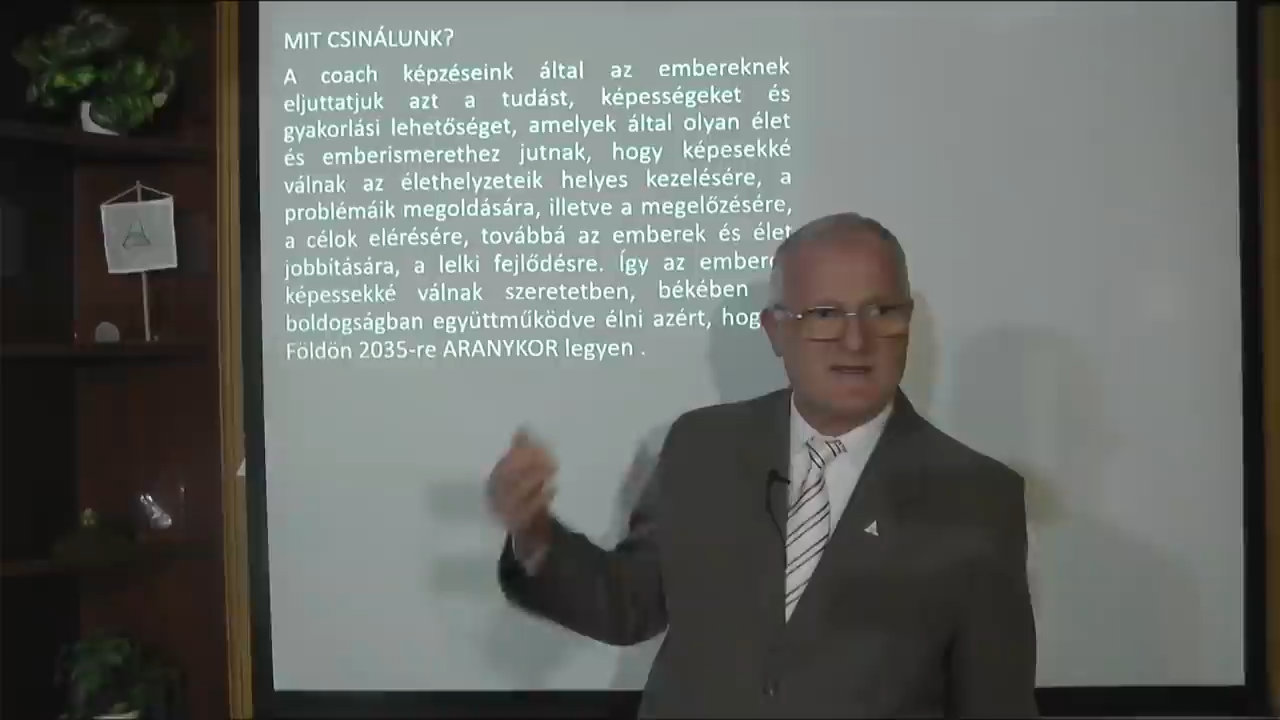 MIT CSINÁLUNK?
A coach képzéseink által az embereknek
eljuttatjuk azt a tudást, képességeket és
gyakorlási lehetőséget, amelyek által olyan élet
és emberismerethez jutnak, hogy képesekké
válnak az élethelyzeteik helyes kezelésére, a
problémáik megoldására, illetve a megelőzésére,
a célok elérésére, továbbá az emberek és élet
jobbítására, a lelki fejlődésre. Így az
képessekké válnak szeretetben, békében
boldogságban együttműködve élni azért,
Földön 2035-re ARANYKOR legyen .